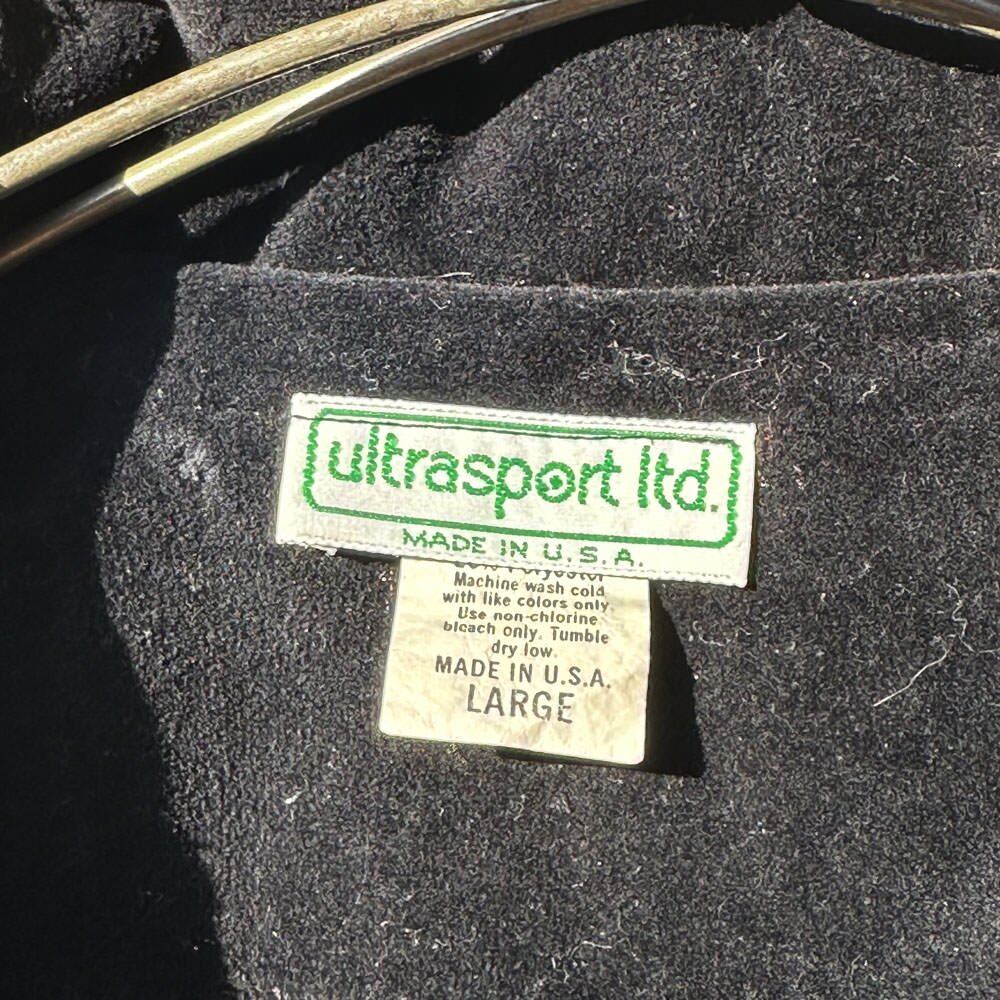 ultrasport ltd.
MADE IN U.S.A.
Polyester
Machine wash cold
with like colors only.
Use non-chlorine
bleach only. Tumble
dry low.
MADE IN U.S.A.
LARGE